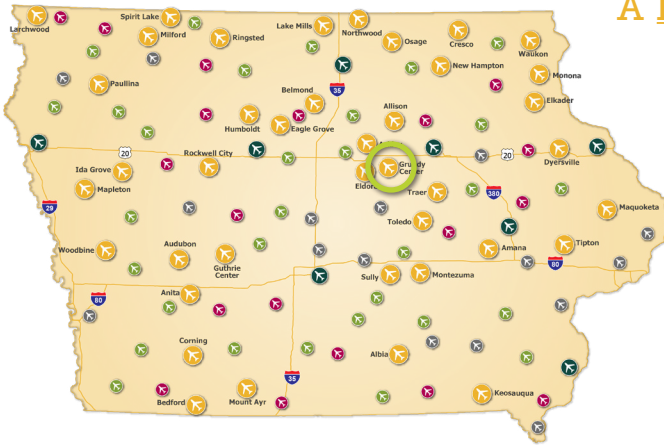 A
Larchwood
Spirit Lake
Milford
Ringsted
Lake Mills
Northwood
Osage
Cresco
Waukon
New Hampton
Monona
Paullina
Elkader
Belmond
Allison
Humboldt
Eagle Grove
35
20
Rockwell City
20
Dyersville
Ida Grove
Grundy
Center
Mapleton
Traer
380
29
Maquoketa
Toledo
Woodbine
Audubon
Guthrie
Center
Amana
Tipton
80
Sully
Montezuma
80
Anita
Corning
Albia
35
Bedford
Mount Ayr
Keosauqua